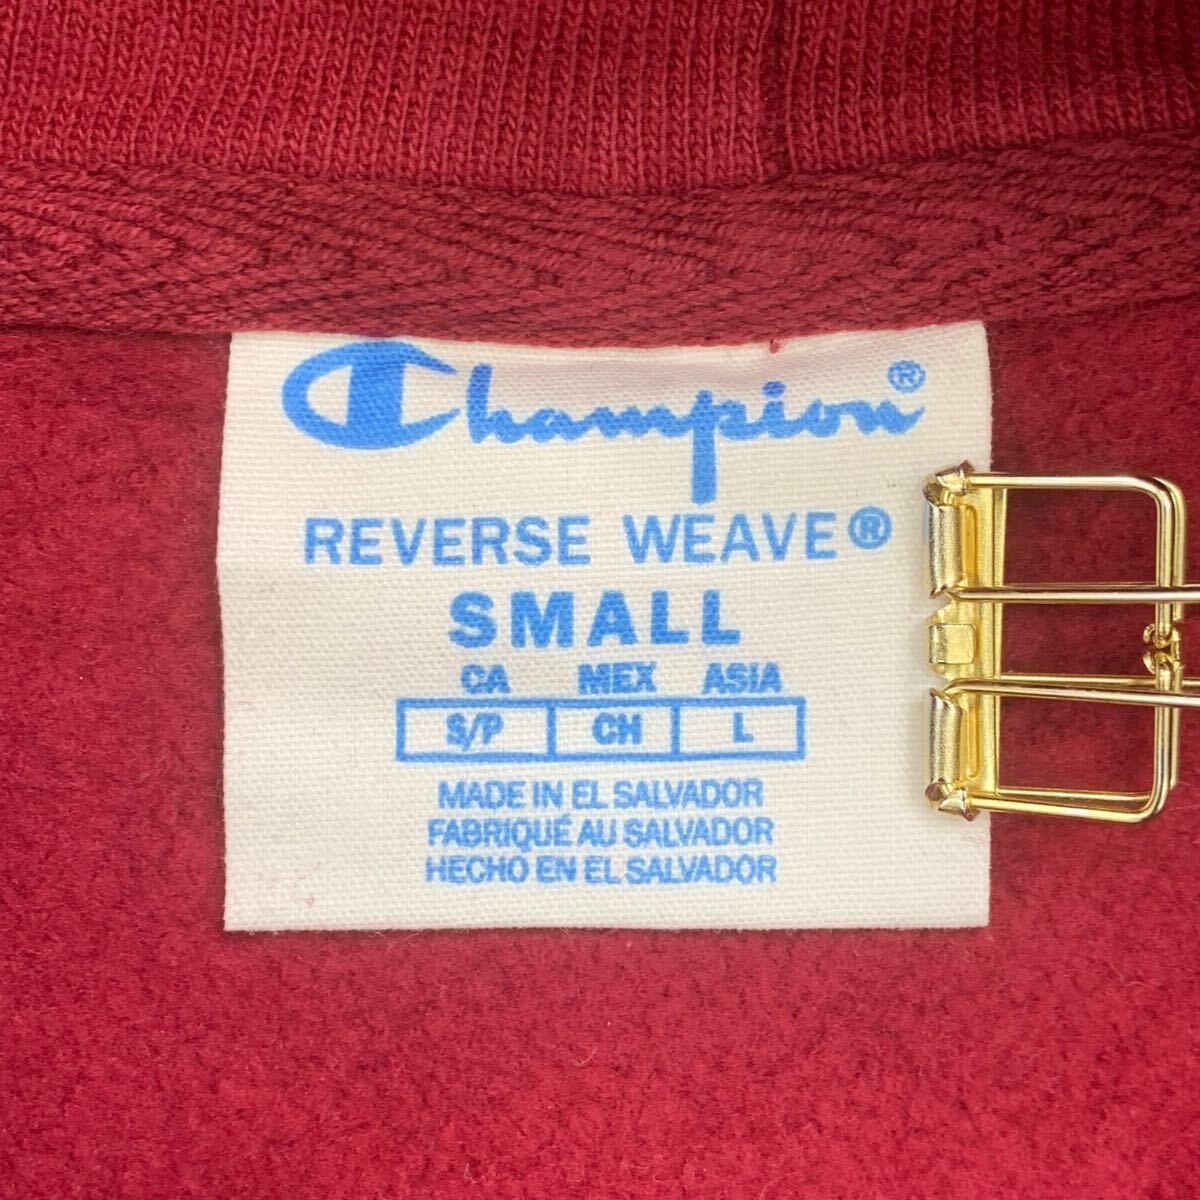 Champion®
REVERSE WEAVE®
SMALL
CA MEX ASIA
S/P CH L
MADE IN EL SALVADOR
FABRIQUÉ AU SALVADOR
HECHO EN EL SALVADOR